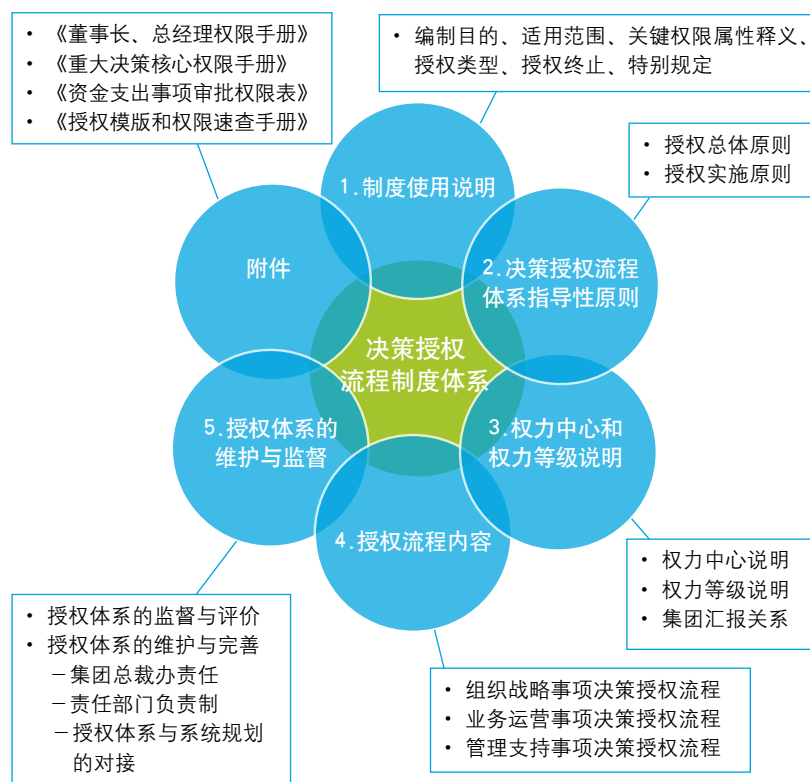 • 《董事长、总经理权限手册》
• 《重大决策核心权限手册》
• 《资金支出事项审批权限表》
• 《授权模版和权限速查手册》
• 编制目的、适用范围、关键权限属性释义、
授权类型、授权终止、特别规定
• 授权总体原则
• 授权实施原则
1.制度使用说明
附件
2.决策授权流程
体系指导性原则
决策授权
流程制度体系
5.授权体系的
维护与监督
3.权力中心和
权力等级说明
4.授权流程内容
• 权力中心说明
• 权力等级说明
• 集团汇报关系
• 授权体系的监督与评价
• 授权体系的维护与完善
－集团总裁办责任
－责任部门负责制
－授权体系与系统规划
的对接
• 组织战略事项决策授权流程
• 业务运营事项决策授权流程
• 管理支持事项决策授权流程